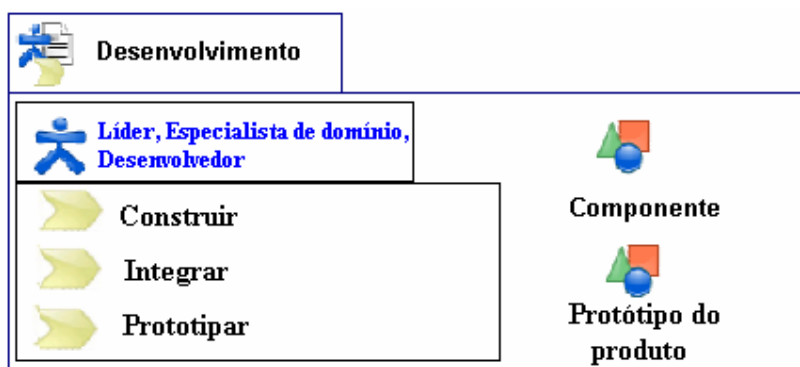 Desenvolvimento
Líder, Especialista de domínio,
Desenvolvedor
Construir
Integrar
Prototipar
Componente
Protótipo do
produto